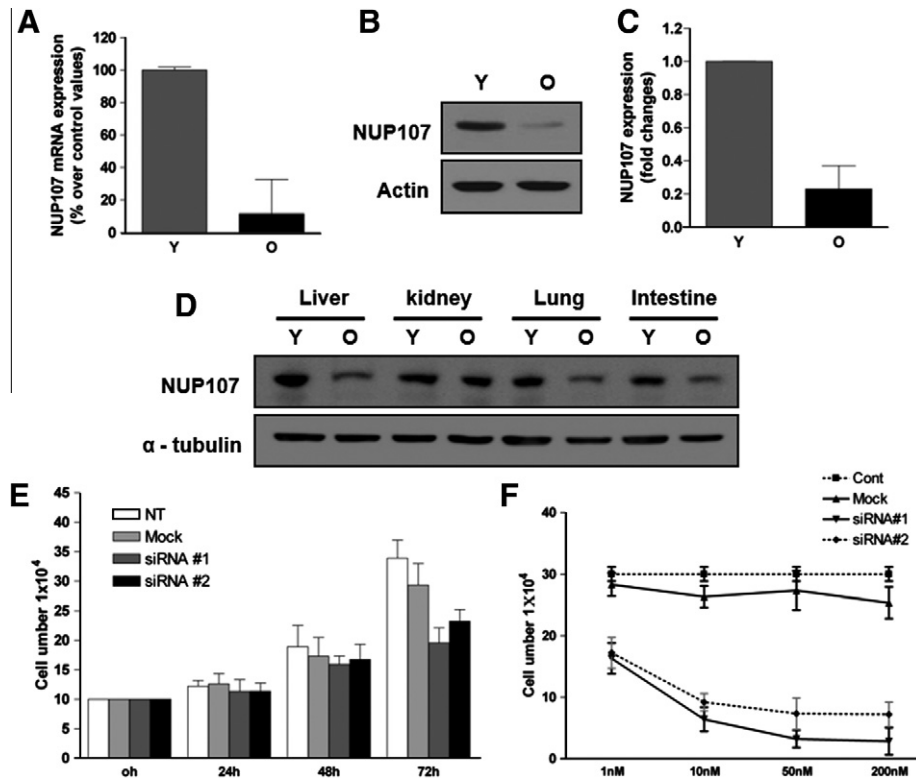 A
NUP107 mRNA expression
(% over control values)
120
100
80
60
40
20
0
Y
O
B
Y
O
NUP107
Actin
C
NUP107 expression
(fold changes)
1.2
1.0
0.8
0.6
0.4
0.2
0.0
Y
O
D
Liver
kidney
Lung
Intestine
Y O Y O Y O Y O
NUP107
α - tubulin
E
Cell umber 1x10⁴
45
40
35
30
25
20
15
10
5
0
NT
Mock
siRNA #1
siRNA #2
oh
24h
48h
72h
F
Cont
Mock
siRNA#1
siRNA#2
Cell umber 1X10⁴
40
30
20
10
0
1nM
10nM
50nM
200nM